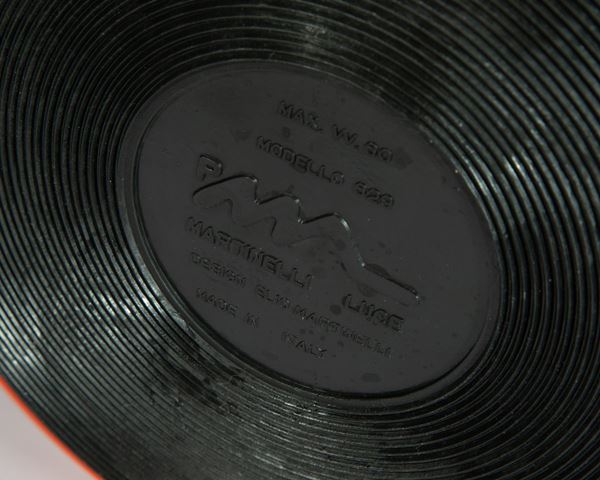 MAX. W. 60
MODELLO 629
R
MARTINELLI LUCE
DESIGN ELIO MARTINELLI
MADE IN ITALY